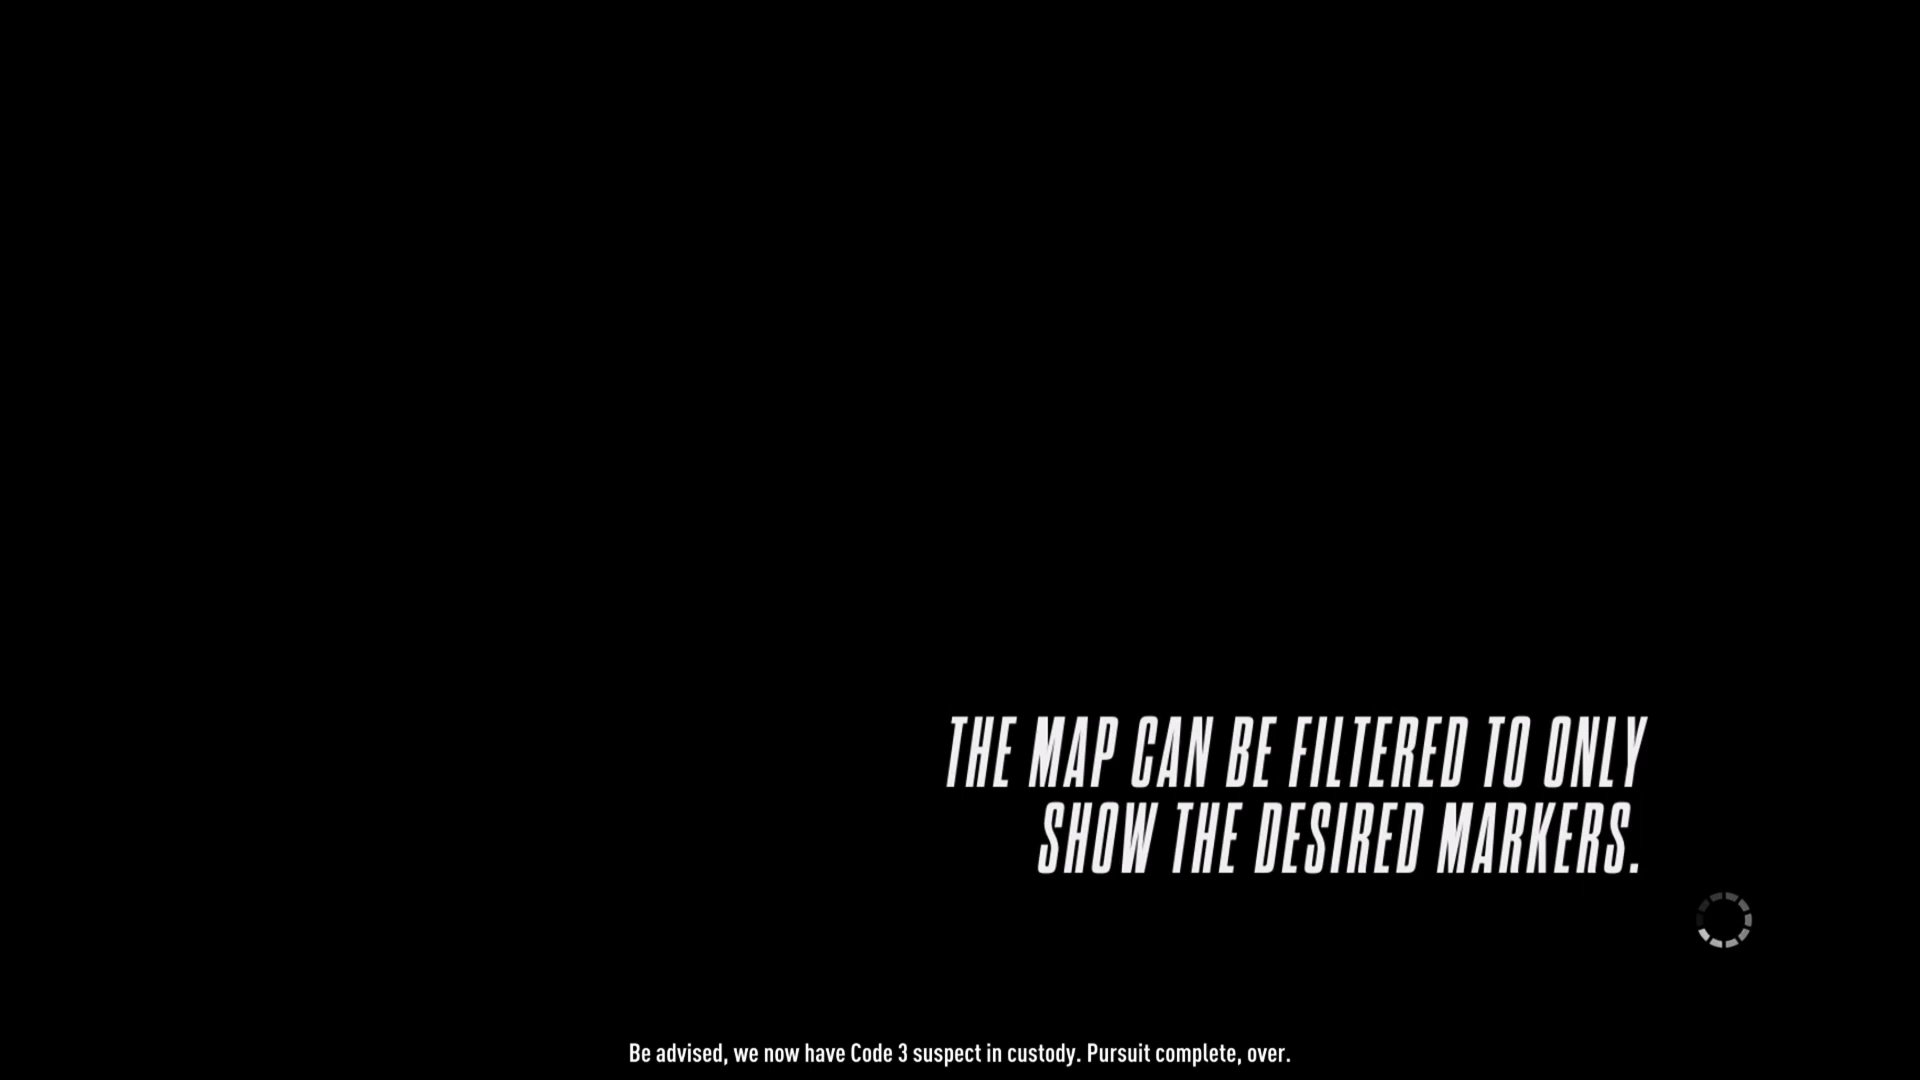 THE MAP CAN BE FILTERED TO ONLY
SHOW THE DESIRED MARKERS.
Be advised, we now have Code 3 suspect in custody. Pursuit complete, over.